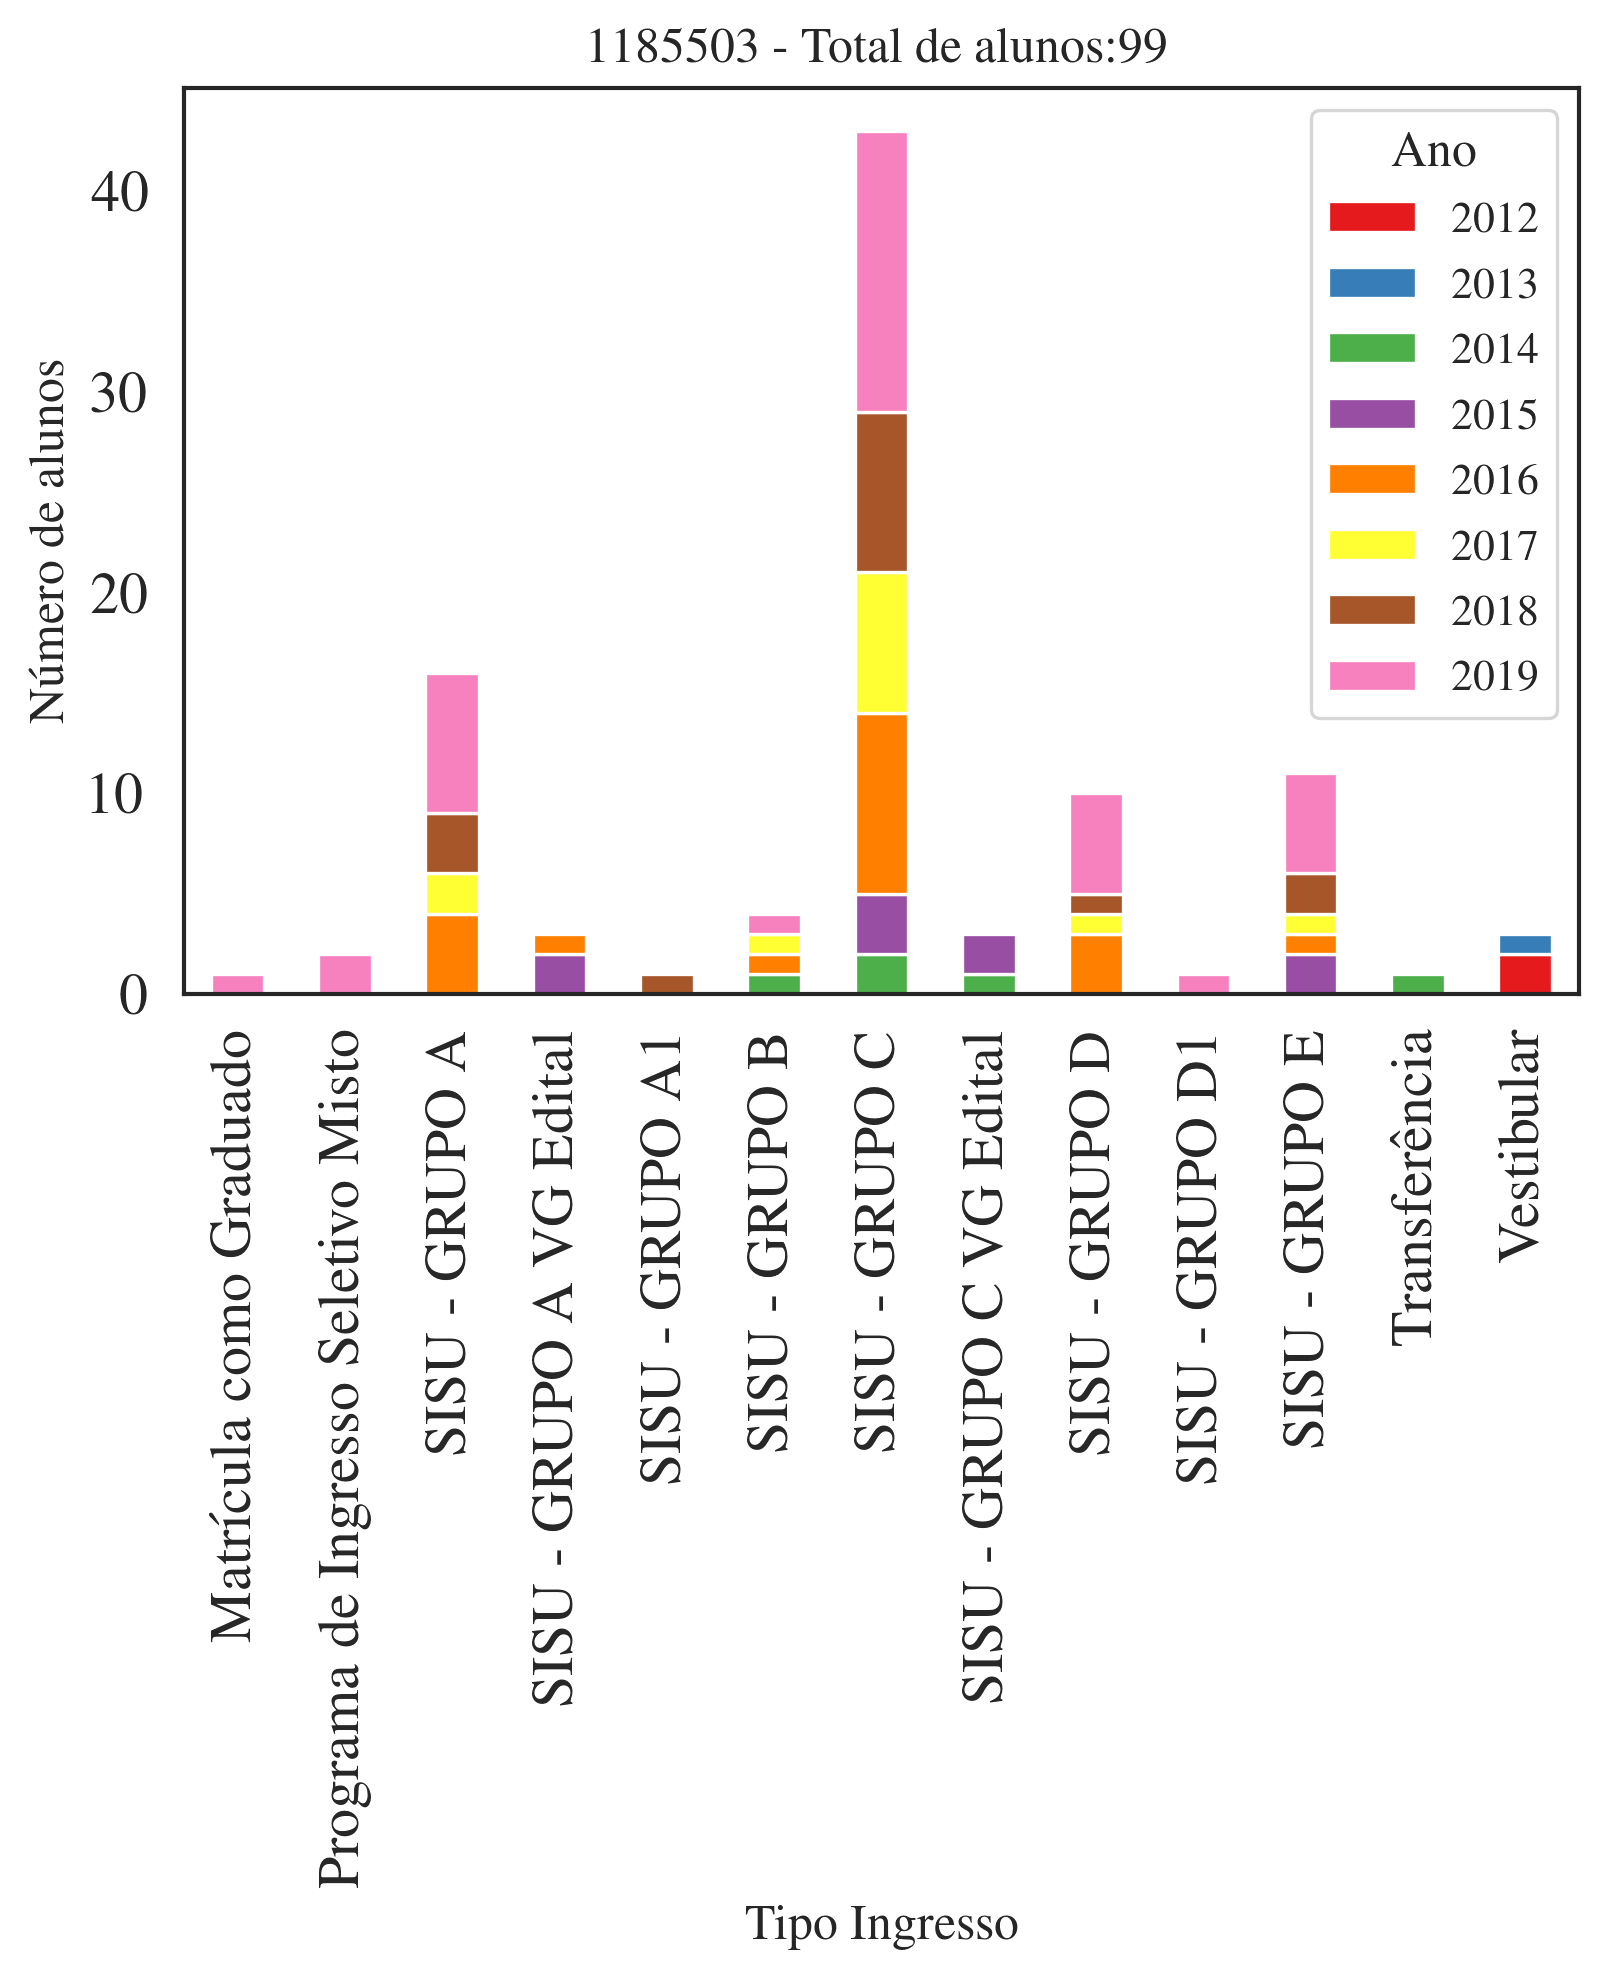 1185503 - Total de alunos:99
Número de alunos
40
30
20
10
0
Ano
2012
2013
2014
2015
2016
2017
2018
2019
Matrícula como Graduado
Programa de Ingresso Seletivo Misto
SISU - GRUPO A
SISU - GRUPO A VG Edital
SISU - GRUPO A1
SISU - GRUPO B
SISU - GRUPO C
SISU - GRUPO C VG Edital
SISU - GRUPO D
SISU - GRUPO D1
SISU - GRUPO E
Transferência
Vestibular
Tipo Ingresso